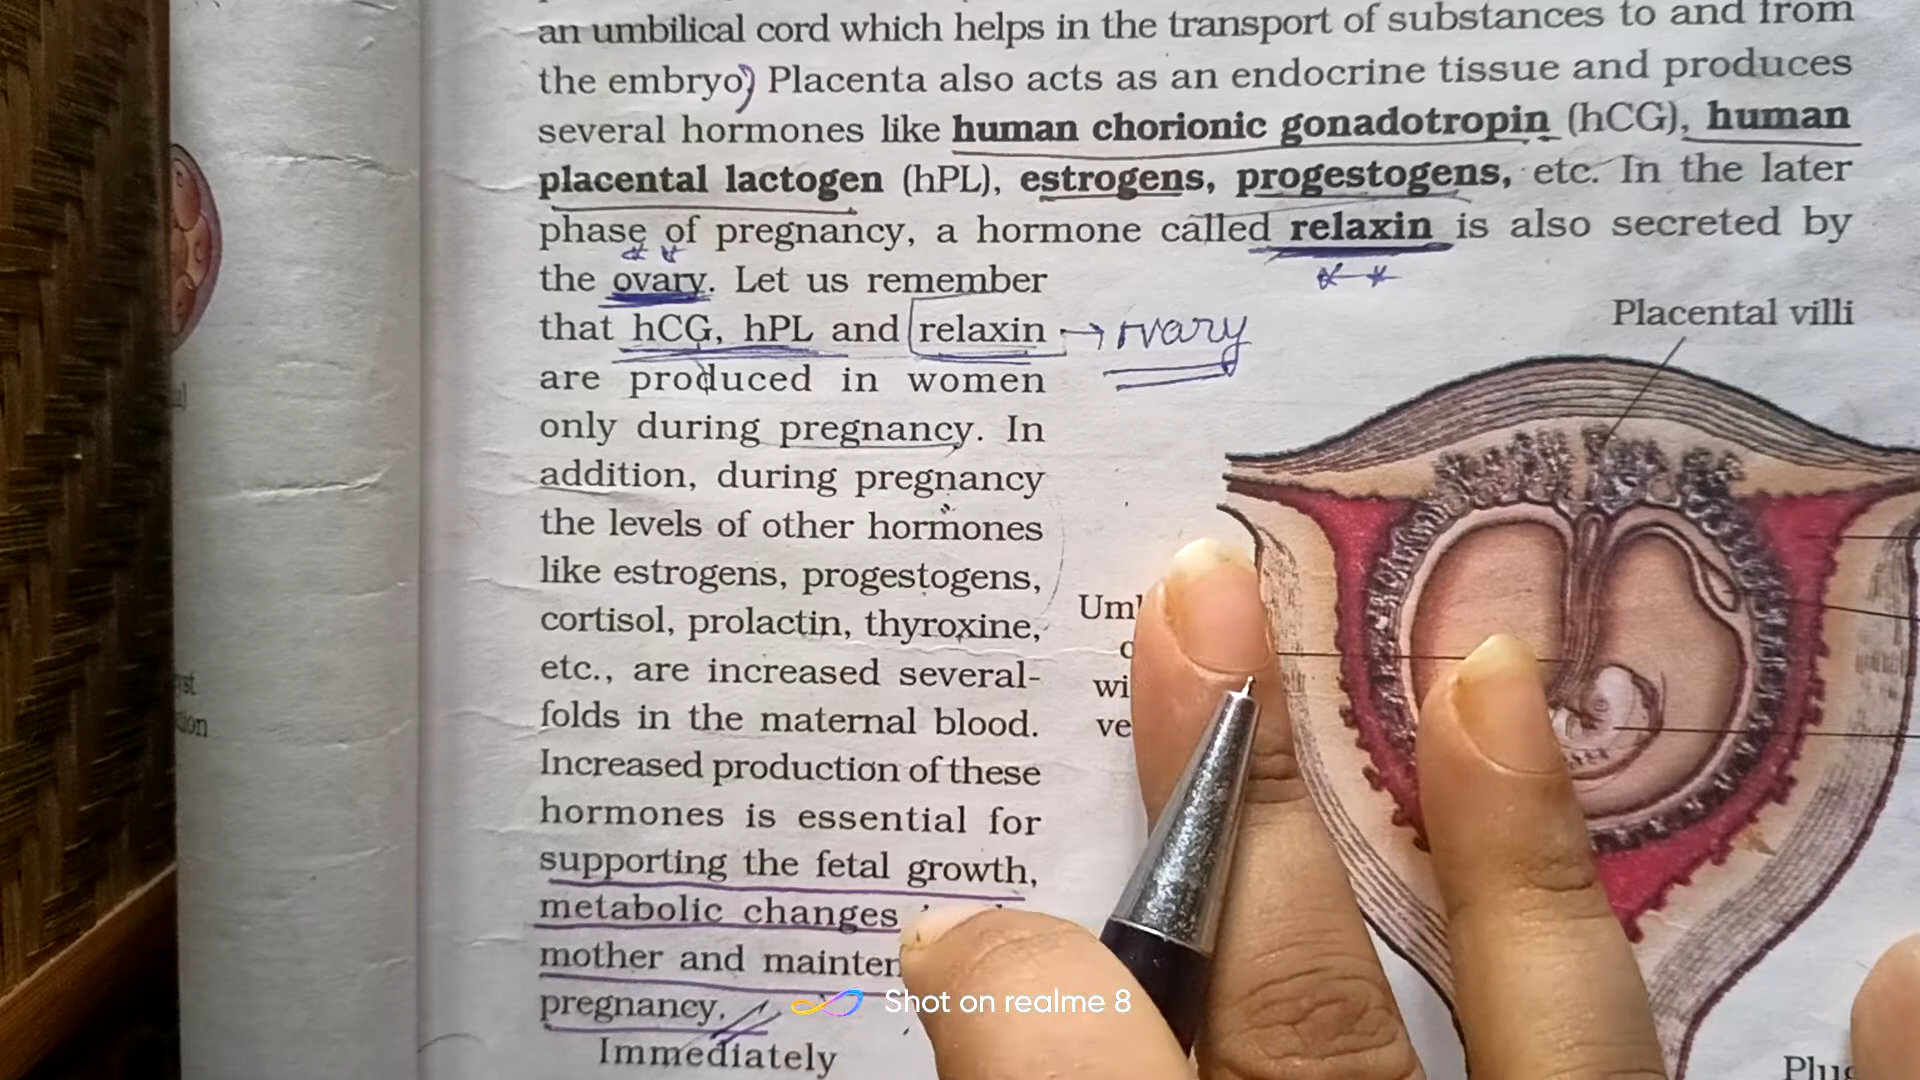 an umbilical cord which helps in the transport of substances to and from
the embryo) Placenta also acts as an endocrine tissue and produces
several hormones like human chorionic gonadotropin (hCG), human
placental lactogen (hPL), estrogens, progestogens, etc. In the later
phase of pregnancy, a hormone called relaxin is also secreted by
the ovary. Let us remember
that hCG, hPL and relaxin → ovary
are produced in women
only during pregnancy. In
addition, during pregnancy
the levels of other hormones
like estrogens, progestogens,
cortisol, prolactin, thyroxine,
etc., are increased several-
folds in the maternal blood.
Increased production of these
hormones is essential for
supporting the fetal growth,
metabolic changes
mother and
pregnancy.
Immediately
Placental villi
Shot on realme 8